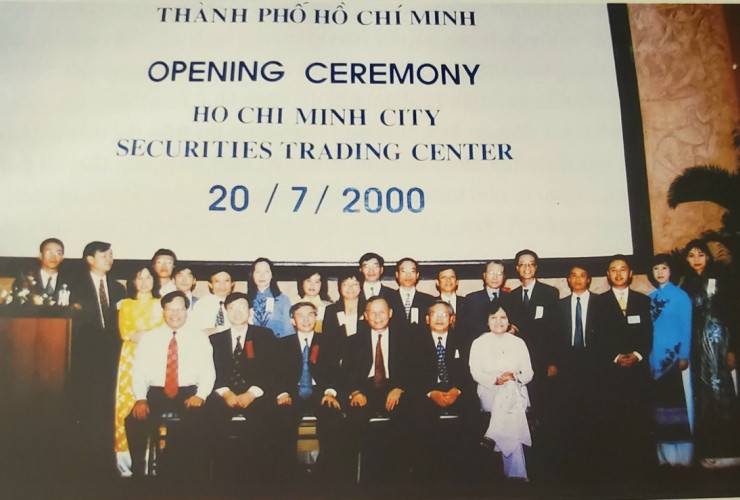 THÀNH PHỐ HỒ CHÍ MINH
OPENING CEREMONY
HO CHI MINH CITY
SECURITIES TRADING CENTER
20 / 7 / 2000